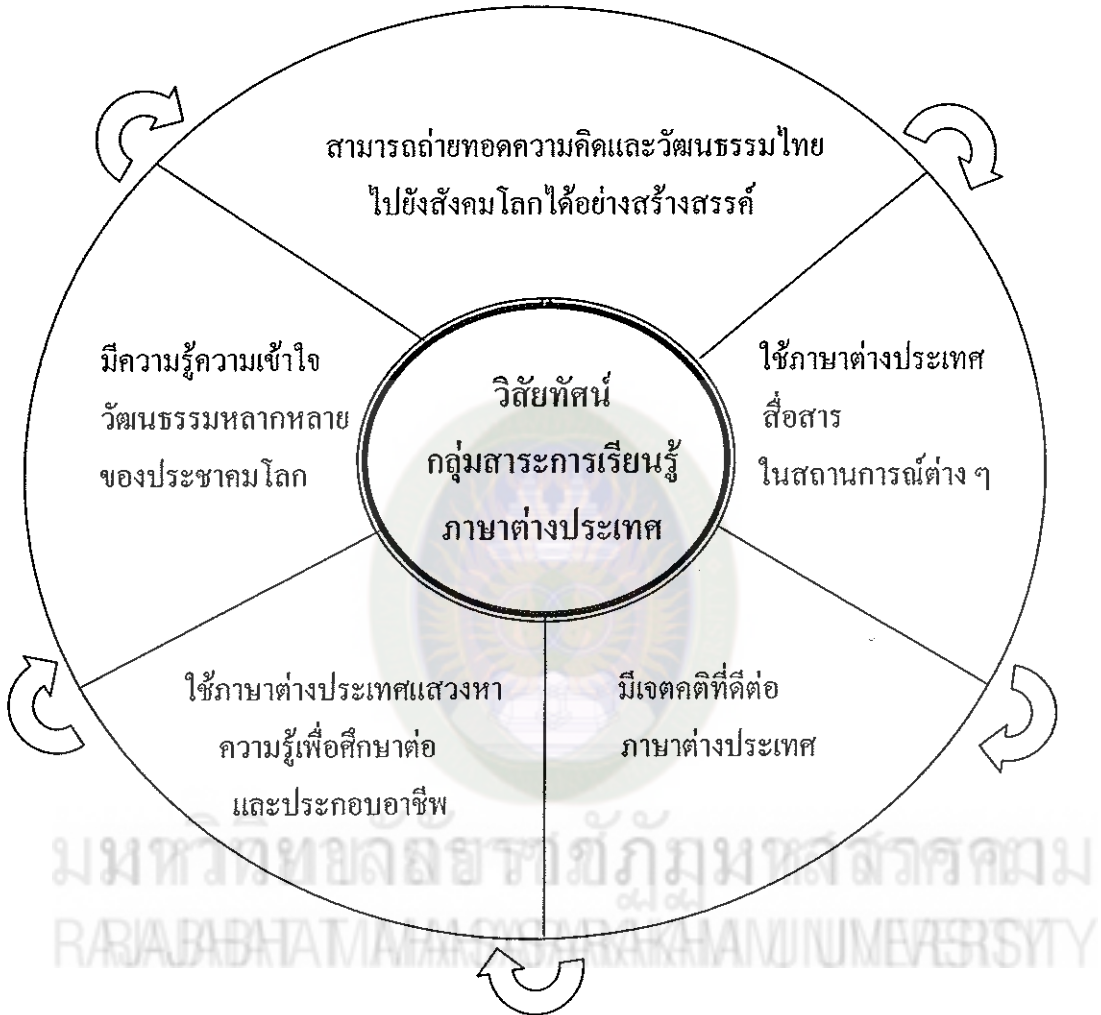 สามารถถ่ายทอดความคิดและวัฒนธรรมไทย
ไปยังสังคมโลกได้อย่างสร้างสรรค์
มีความรู้ความเข้าใจ
วัฒนธรรมหลากหลาย
ของประชาคมโลก
วิสัยทัศน์
กลุ่มสาระการเรียนรู้
ภาษาต่างประเทศ
ใช้ภาษาต่างประเทศ
สื่อสาร
ในสถานการณ์ต่าง ๆ
ใช้ภาษาต่างประเทศแสวงหา
ความรู้เพื่อศึกษาต่อ
และประกอบอาชีพ
มีเจตคติที่ดีต่อ
ภาษาต่างประเทศ
มหาวิทยาลัยราชภัฏมหาสารคาม
RAJABHAT MAHASARAKHAM UNIVERSITY